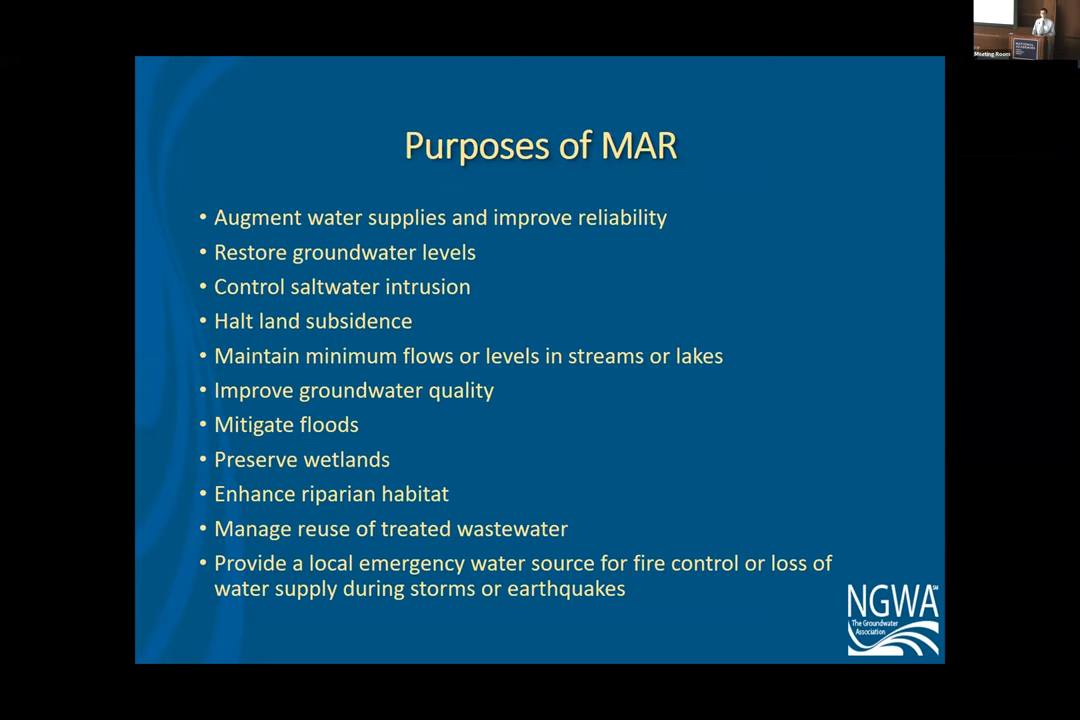 Meeting Room
Purposes of MAR
• Augment water supplies and improve reliability
• Restore groundwater levels
• Control saltwater intrusion
• Halt land subsidence
• Maintain minimum flows or levels in streams or lakes
• Improve groundwater quality
• Mitigate floods
• Preserve wetlands
• Enhance riparian habitat
• Manage reuse of treated wastewater
• Provide a local emergency water source for fire control or loss of
water supply during storms or earthquakes
NGWA
The Groundwater
Association